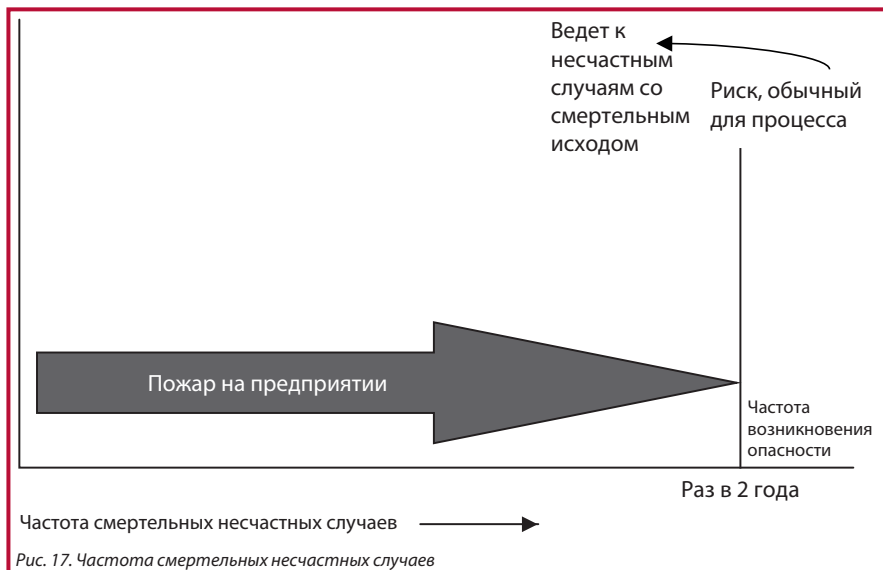 Ведет к
несчастным
случаям со
смертельным
исходом
Риск, обычный
для процесса
Пожар на предприятии
Частота
возникновения
опасности
Раз в 2 года
Частота смертельных несчастных случаев
Рис. 17. Частота смертельных несчастных случаев